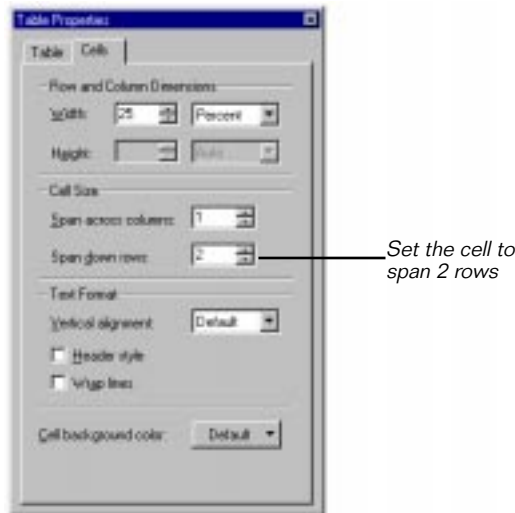 Table Properties
Table Cells
Row and Column Dimensions
Width: 25 Percent
Height: Auto
Cell Size
Span across columns: 1
Span down rows: 2
Set the cell to
span 2 rows
Text Format
Vertical alignment: Default
Header style
Wrap lines
Cell background color: Default